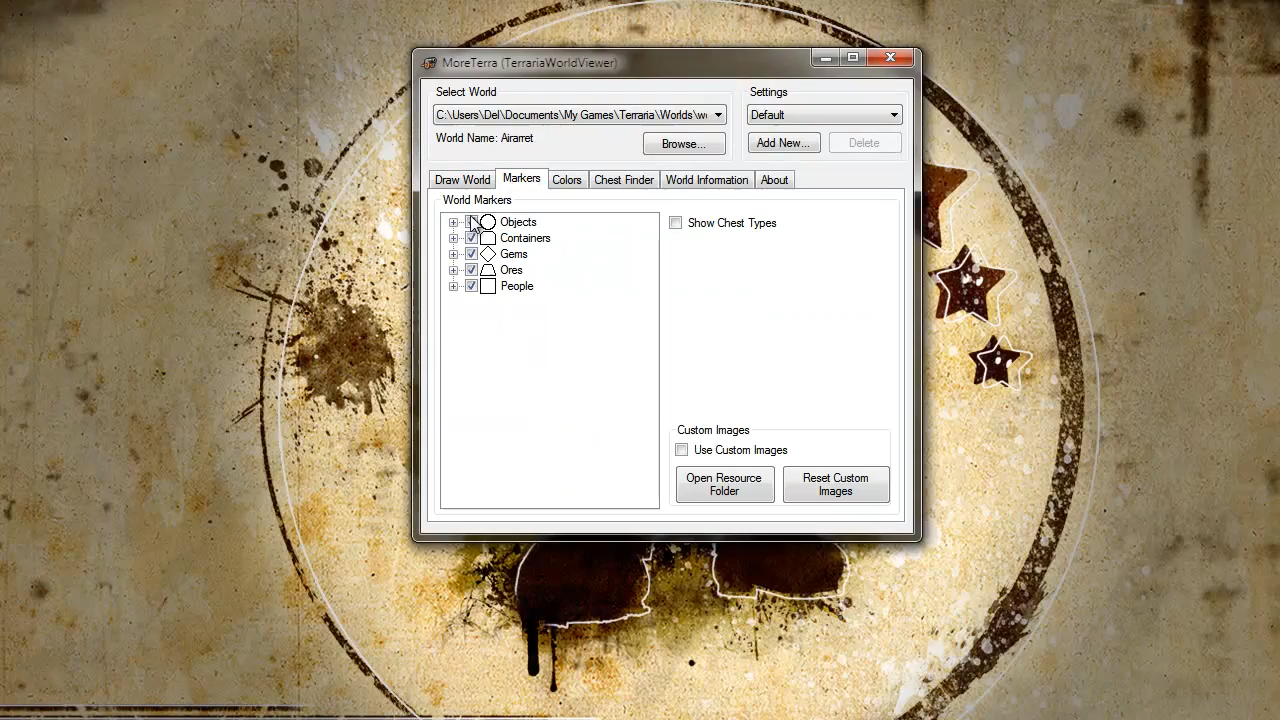 MoreTerra (TerrariaWorldViewer)
Select World
Settings
C:\Users\Del\Documents\My Games\Terraria\Worlds\w
Default
World Name: Airarret
Browse...
Add New...
Delete
Draw World
Markers
Colors
Chest Finder
World Information
About
World Markers
Objects
Containers
Gems
Ores
People
Show Chest Types
Custom Images
Use Custom Images
Open Resource
Folder
Reset Custom
Images